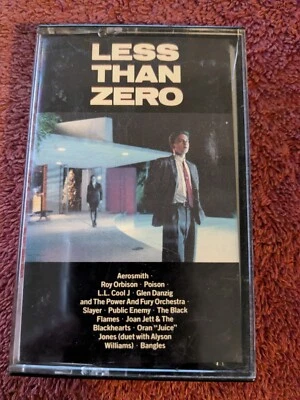 LESS
THAN
ZERO
Aerosmith ·
Roy Orbison · Poison ·
L.L. Cool J · Glen Danzig
and The Power And Fury Orchestra ·
Slayer · Public Enemy · The Black
Flames · Joan Jett & The
Blackhearts · Oran "Juice"
Jones (duet with Alyson
Williams) · Bangles